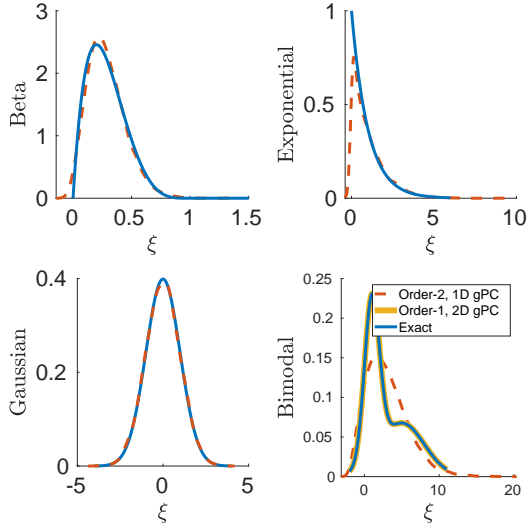 3
2
1
0
Beta
0
0.5
1
1.5
ξ
1
0.5
0
Exponential
0
5
10
ξ
0.4
0.2
0
Gaussian
-5
0
5
ξ
0.25
0.2
0.15
0.1
0.05
0
Bimodal
Order-2, 1D gPC
Order-1, 2D gPC
Exact
0
10
20
ξ